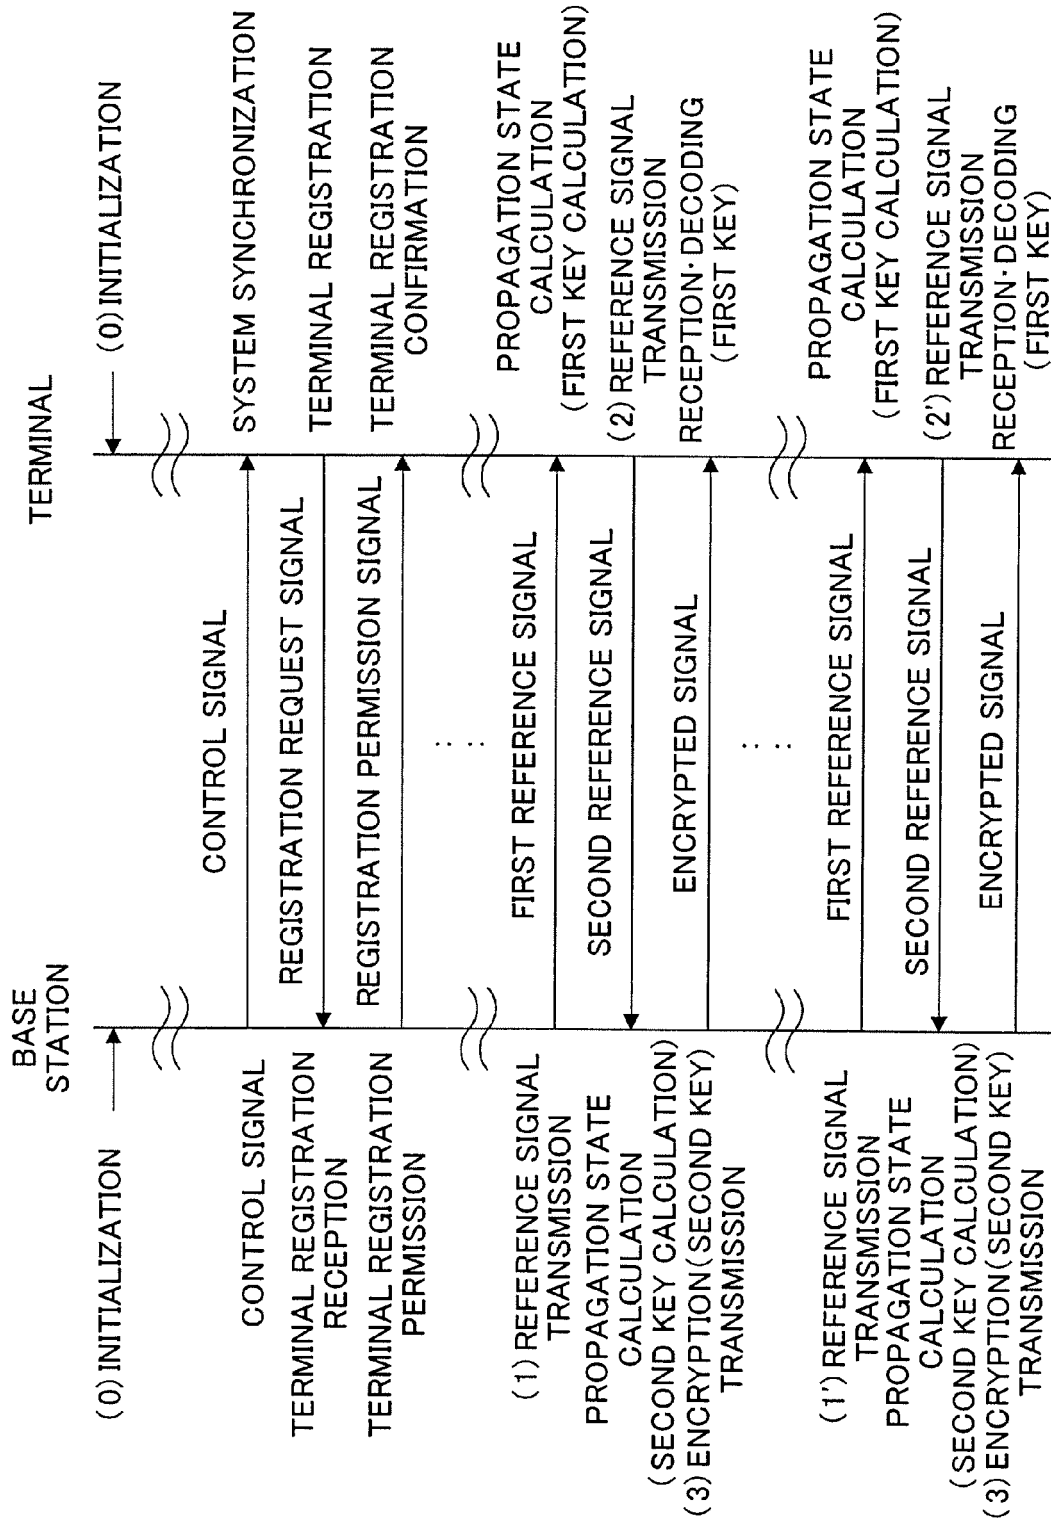 BASE
STATION
TERMINAL
(0) INITIALIZATION
(0) INITIALIZATION
CONTROL SIGNAL
CONTROL SIGNAL
SYSTEM SYNCHRONIZATION
TERMINAL REGISTRATION
RECEPTION
REGISTRATION REQUEST SIGNAL
TERMINAL REGISTRATION
TERMINAL REGISTRATION
PERMISSION
REGISTRATION PERMISSION SIGNAL
TERMINAL REGISTRATION
CONFIRMATION
(1) REFERENCE SIGNAL
TRANSMISSION
FIRST REFERENCE SIGNAL
PROPAGATION STATE
CALCULATION
(FIRST KEY CALCULATION)
PROPAGATION STATE
CALCULATION
(SECOND KEY CALCULATION)
SECOND REFERENCE SIGNAL
(2) REFERENCE SIGNAL
TRANSMISSION
(3) ENCRYPTION(SECOND KEY)
TRANSMISSION
ENCRYPTED SIGNAL
RECEPTION·DECODING
(FIRST KEY)
(1') REFERENCE SIGNAL
TRANSMISSION
FIRST REFERENCE SIGNAL
PROPAGATION STATE
CALCULATION
(FIRST KEY CALCULATION)
PROPAGATION STATE
CALCULATION
(SECOND KEY CALCULATION)
SECOND REFERENCE SIGNAL
(2') REFERENCE SIGNAL
TRANSMISSION
(3) ENCRYPTION(SECOND KEY)
TRANSMISSION
ENCRYPTED SIGNAL
RECEPTION·DECODING
(FIRST KEY)